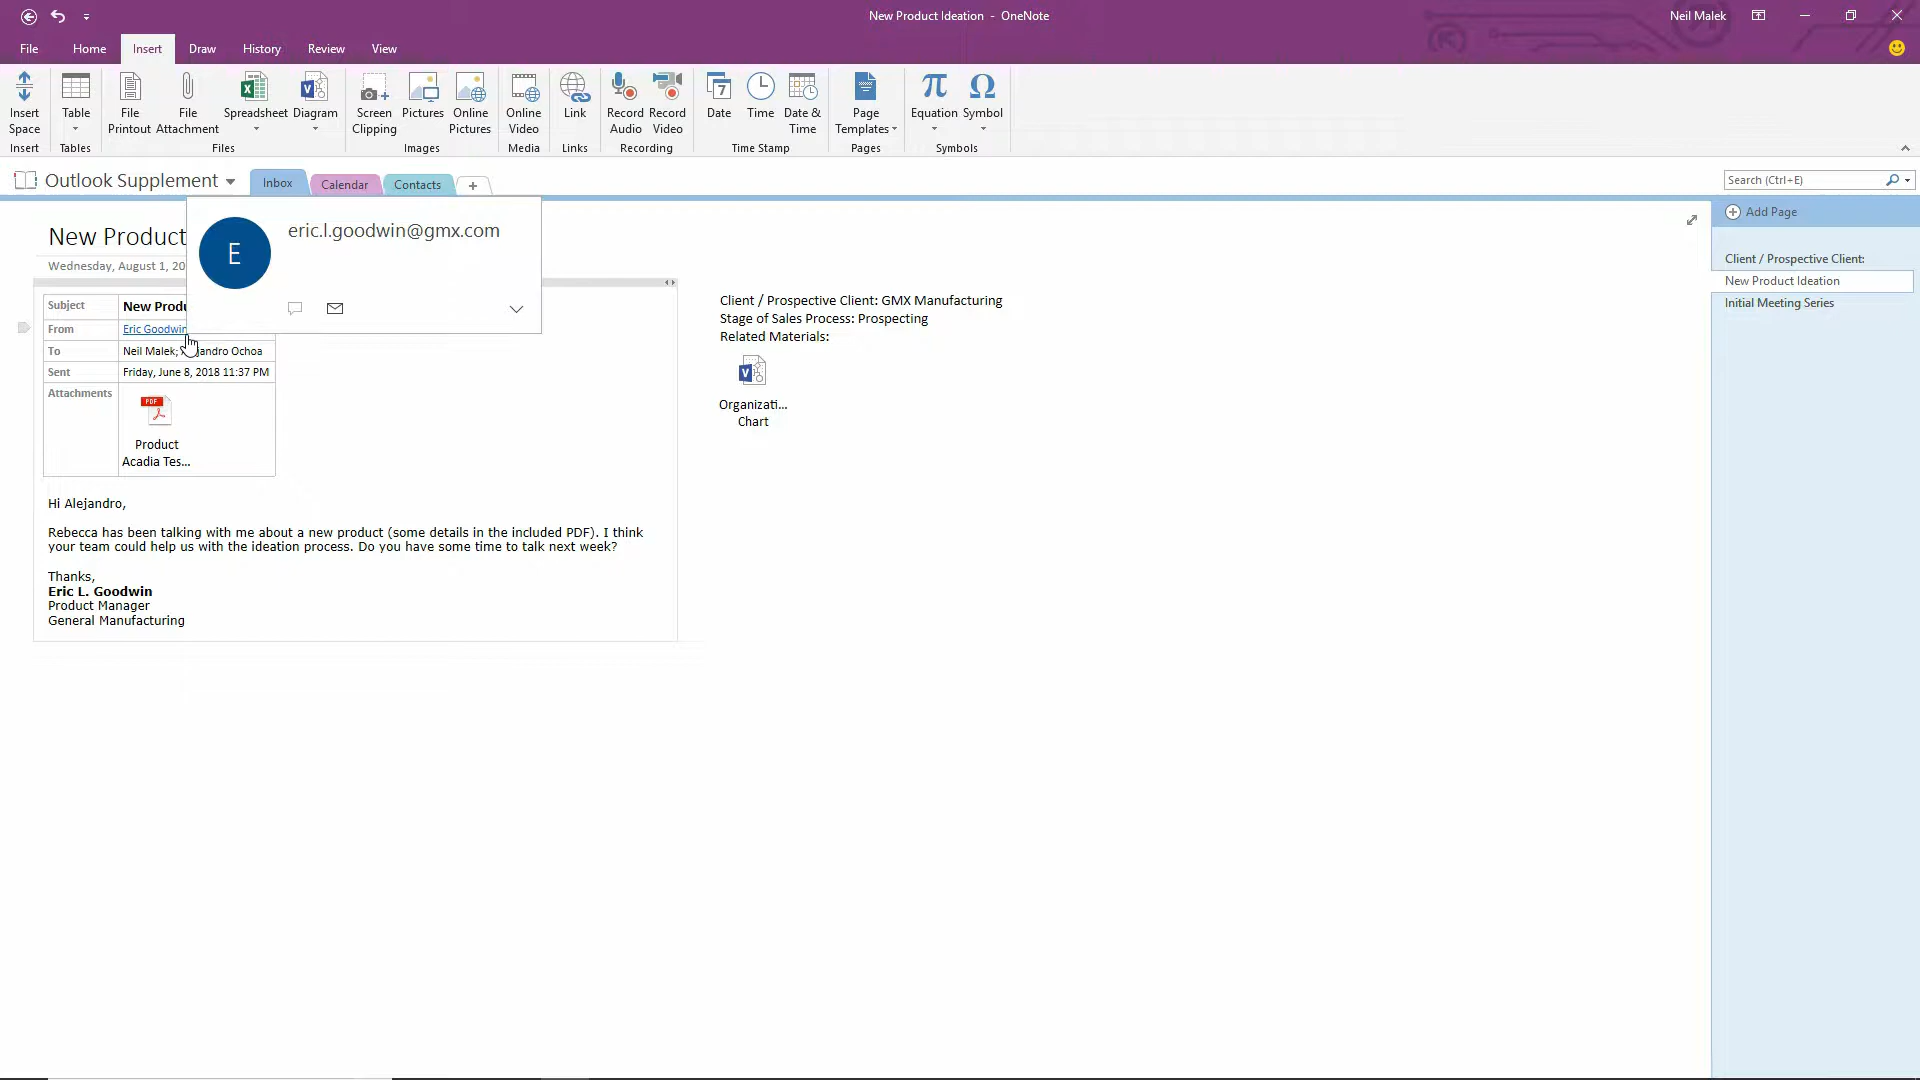 New Product Ideation - OneNote
Neil Malek
File Home Insert Draw History Review View
Insert Space
Table
File Printout
File Attachment
Spreadsheet
Diagram
Screen Clipping
Pictures
Online Pictures
Online Video
Link
Record Audio
Record Video
7
Date
Time
Date & Time
Page Templates
π
Equation
Ω
Symbol
Insert Tables Files Images Media Links Recording Time Stamp Pages Symbols
Outlook Supplement
Inbox Calendar Contacts +
Search (Ctrl+E)
Add Page
Client / Prospective Client:
New Product Ideation
Initial Meeting Series
New Product
Wednesday, August 1, 20
E
eric.l.goodwin@gmx.com
Subject New Produ
From Eric Goodwin
To Neil Malek; Alejandro Ochoa
Sent Friday, June 8, 2018 11:37 PM
Attachments
PDF
Product
Acadia Tes...
Hi Alejandro,
Rebecca has been talking with me about a new product (some details in the included PDF). I think
your team could help us with the ideation process. Do you have some time to talk next week?
Thanks,
Eric L. Goodwin
Product Manager
General Manufacturing
Client / Prospective Client: GMX Manufacturing
Stage of Sales Process: Prospecting
Related Materials:
Organizati...
Chart